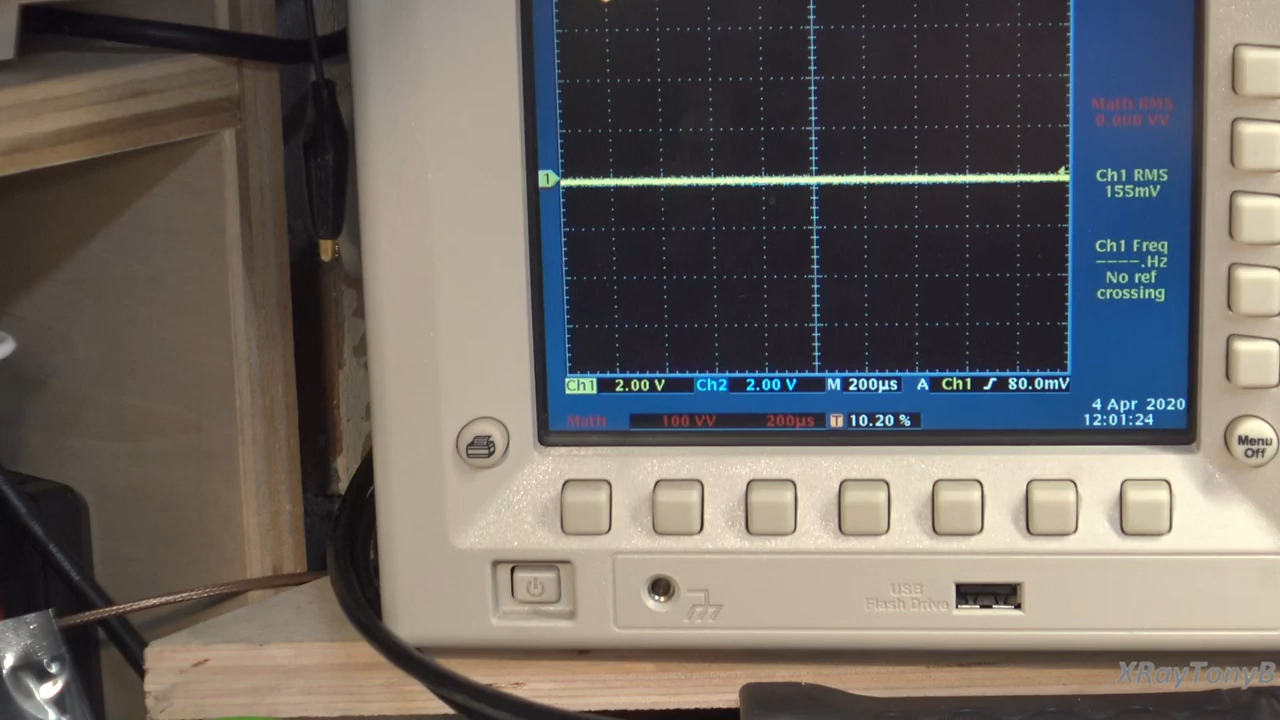 Math RMS
0.000 VV
1
Ch1 RMS
155mV
Ch1 Freq
----.Hz
No ref
crossing
Ch1 2.00 V Ch2 2.00 V M 200µs A Ch1 80.0mV
Math 100 VV 200µs T 10.20 %
4 Apr 2020
12:01:24
Menu
Off
USB
Flash Drive
XRayTonyB